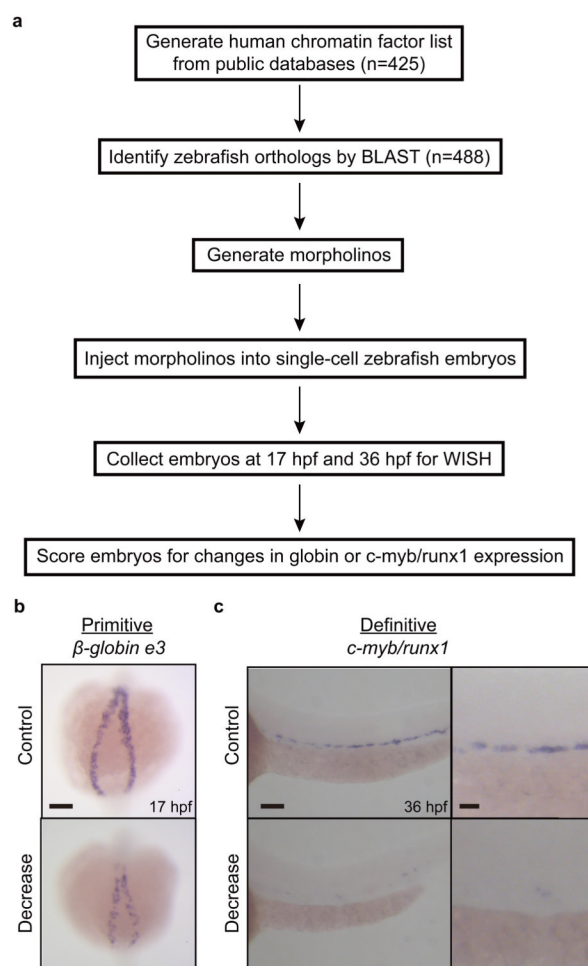 a
Generate human chromatin factor list
from public databases (n=425)
Identify zebrafish orthologs by BLAST (n=488)
Generate morpholinos
Inject morpholinos into single-cell zebrafish embryos
Collect embryos at 17 hpf and 36 hpf for WISH
Score embryos for changes in globin or c-myb/runx1 expression
b
Primitive
β-globin e3
c
Definitive
c-myb/runx1
Control
17 hpf
Control
36 hpf
Decrease
Decrease